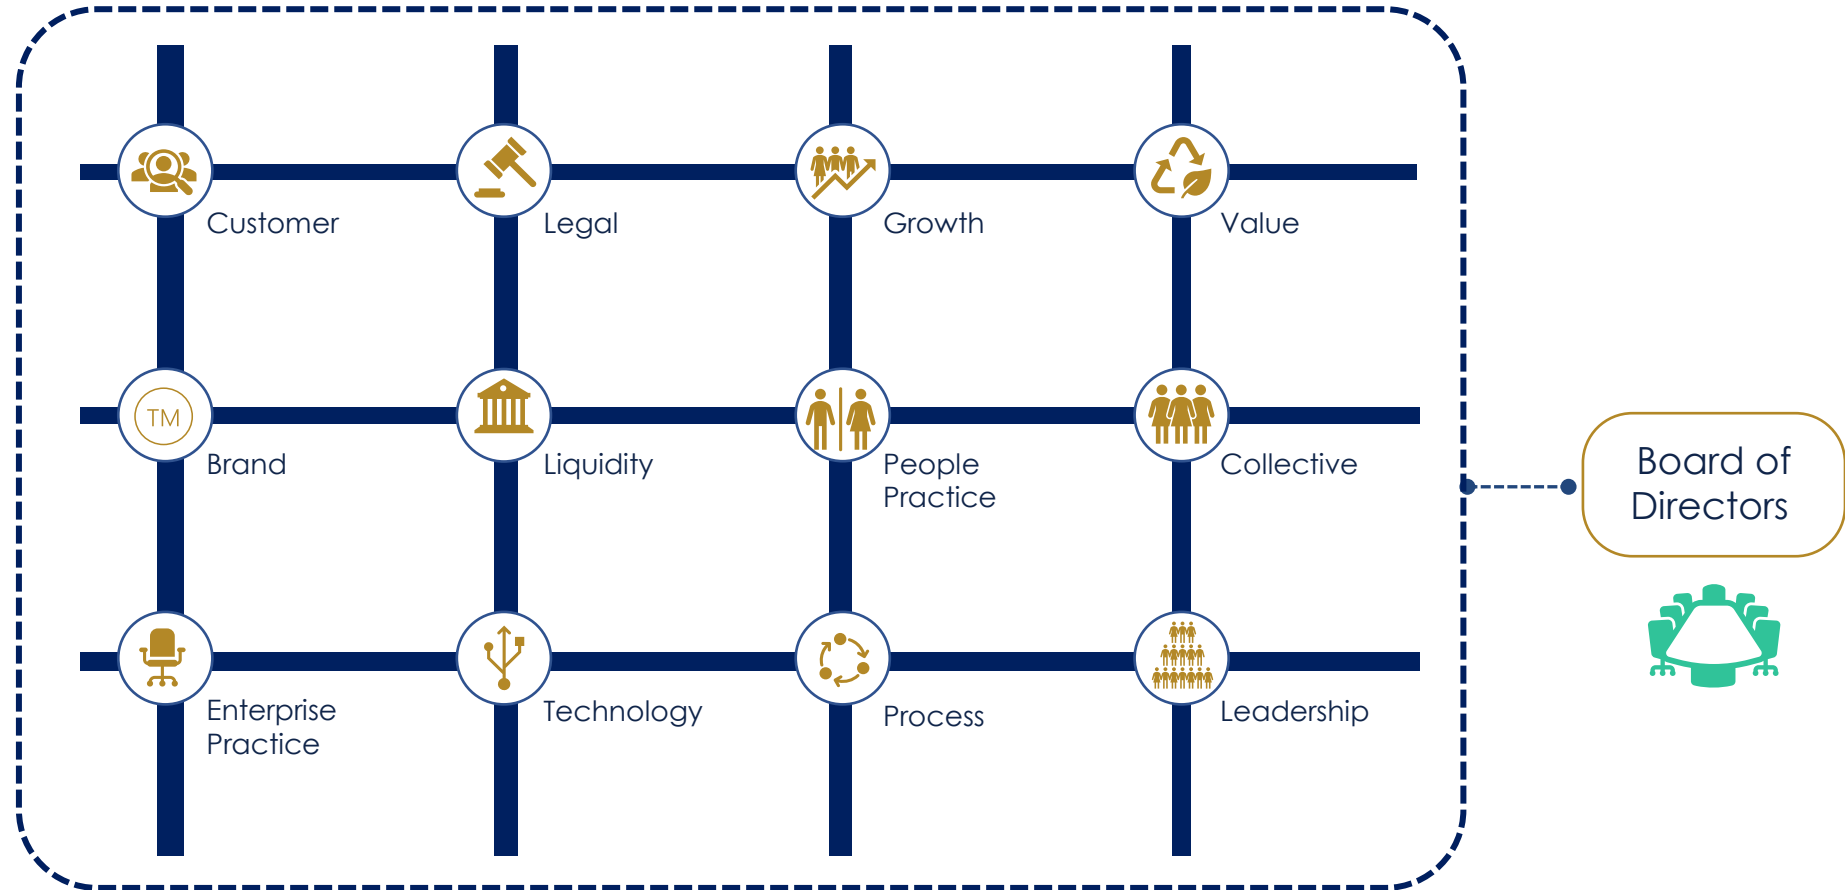 Customer
Legal
Growth
Value
TM
Brand
Liquidity
People
Practice
Collective
Board of
Directors
Enterprise
Practice
Technology
Process
Leadership